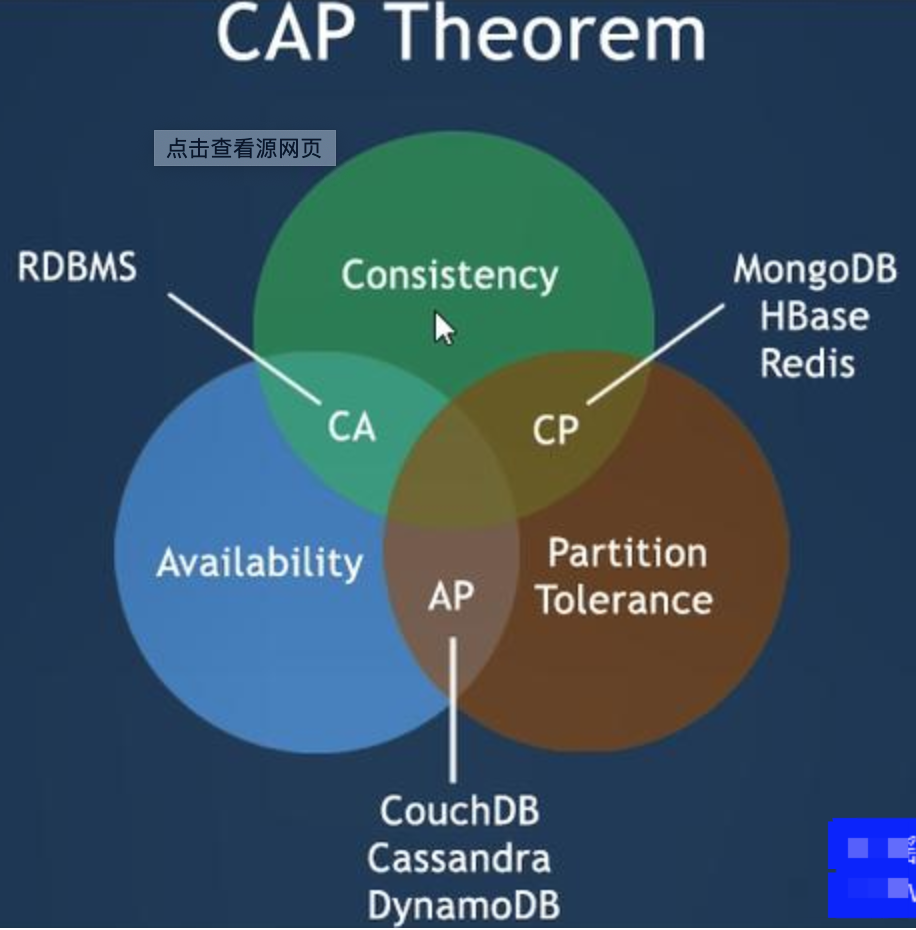 CAP Theorem
点击查看源网页
RDBMS
Consistency
MongoDB
HBase
Redis
CA
CP
Availability
Partition
Tolerance
AP
CouchDB
Cassandra
DynamoDB